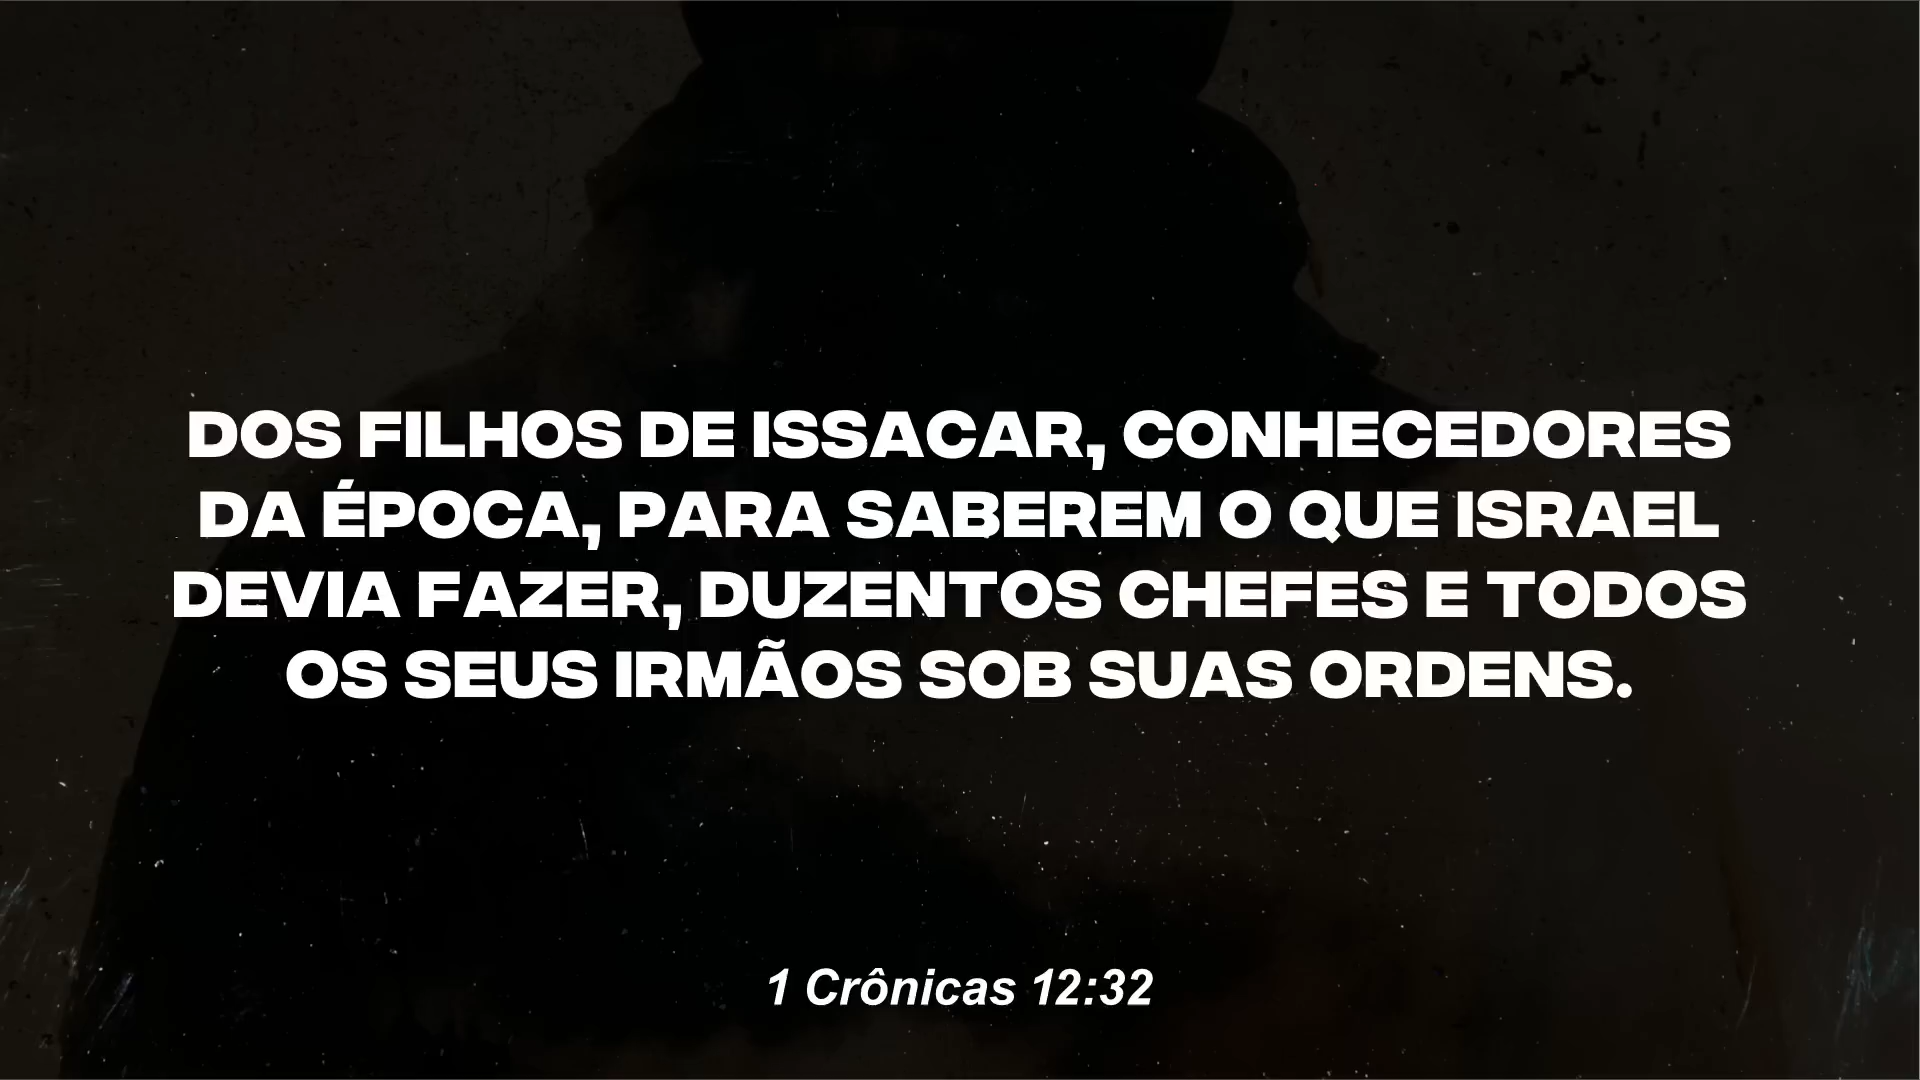 DOS FILHOS DE ISSACAR, CONHECEDORES
DA ÉPOCA, PARA SABEREM O QUE ISRAEL
DEVIA FAZER, DUZENTOS CHEFES E TODOS
OS SEUS IRMÃOS SOB SUAS ORDENS.
1 Crônicas 12:32